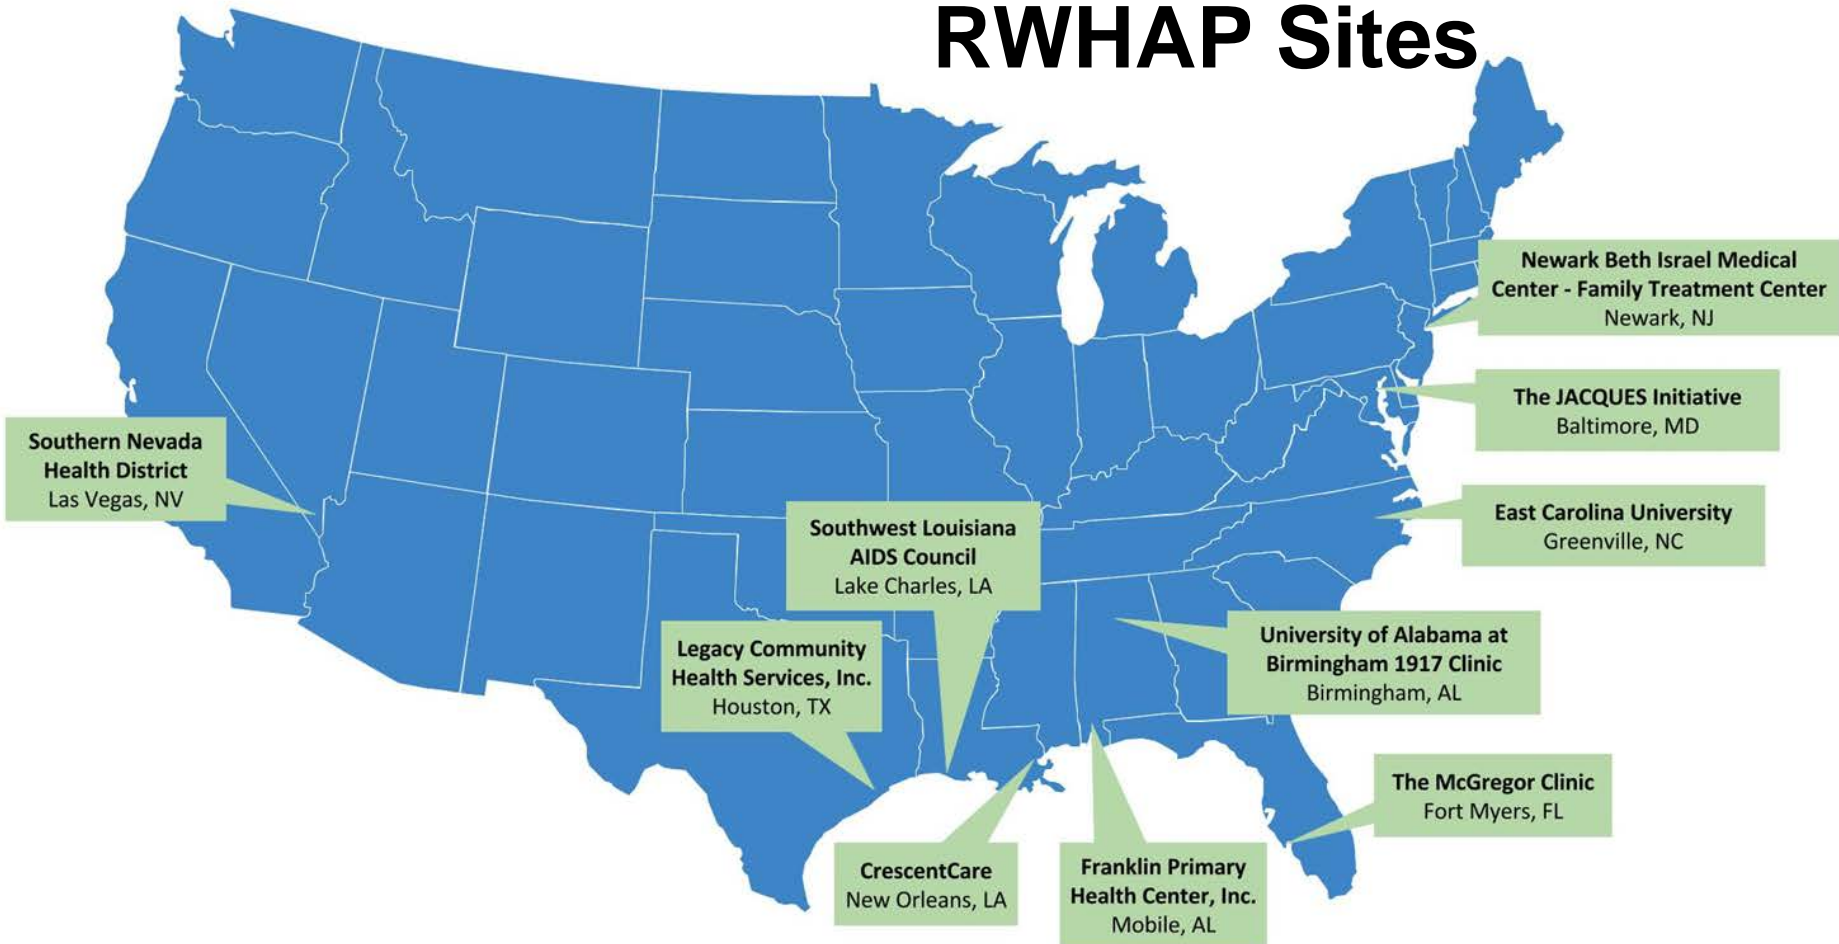 RWHAP Sites
Newark Beth Israel Medical
Center - Family Treatment Center
Newark, NJ
The JACQUES Initiative
Baltimore, MD
Southern Nevada
Health District
Las Vegas, NV
East Carolina University
Greenville, NC
Southwest Louisiana
AIDS Council
Lake Charles, LA
Legacy Community
Health Services, Inc.
Houston, TX
University of Alabama at
Birmingham 1917 Clinic
Birmingham, AL
The McGregor Clinic
Fort Myers, FL
CrescentCare
New Orleans, LA
Franklin Primary
Health Center, Inc.
Mobile, AL